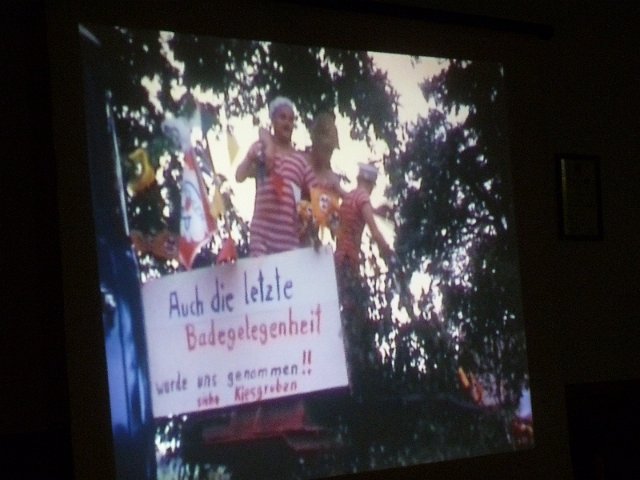 Auch die letzte
Badegelegenheit
wurde uns genommen!!
siehe Kiesgruben